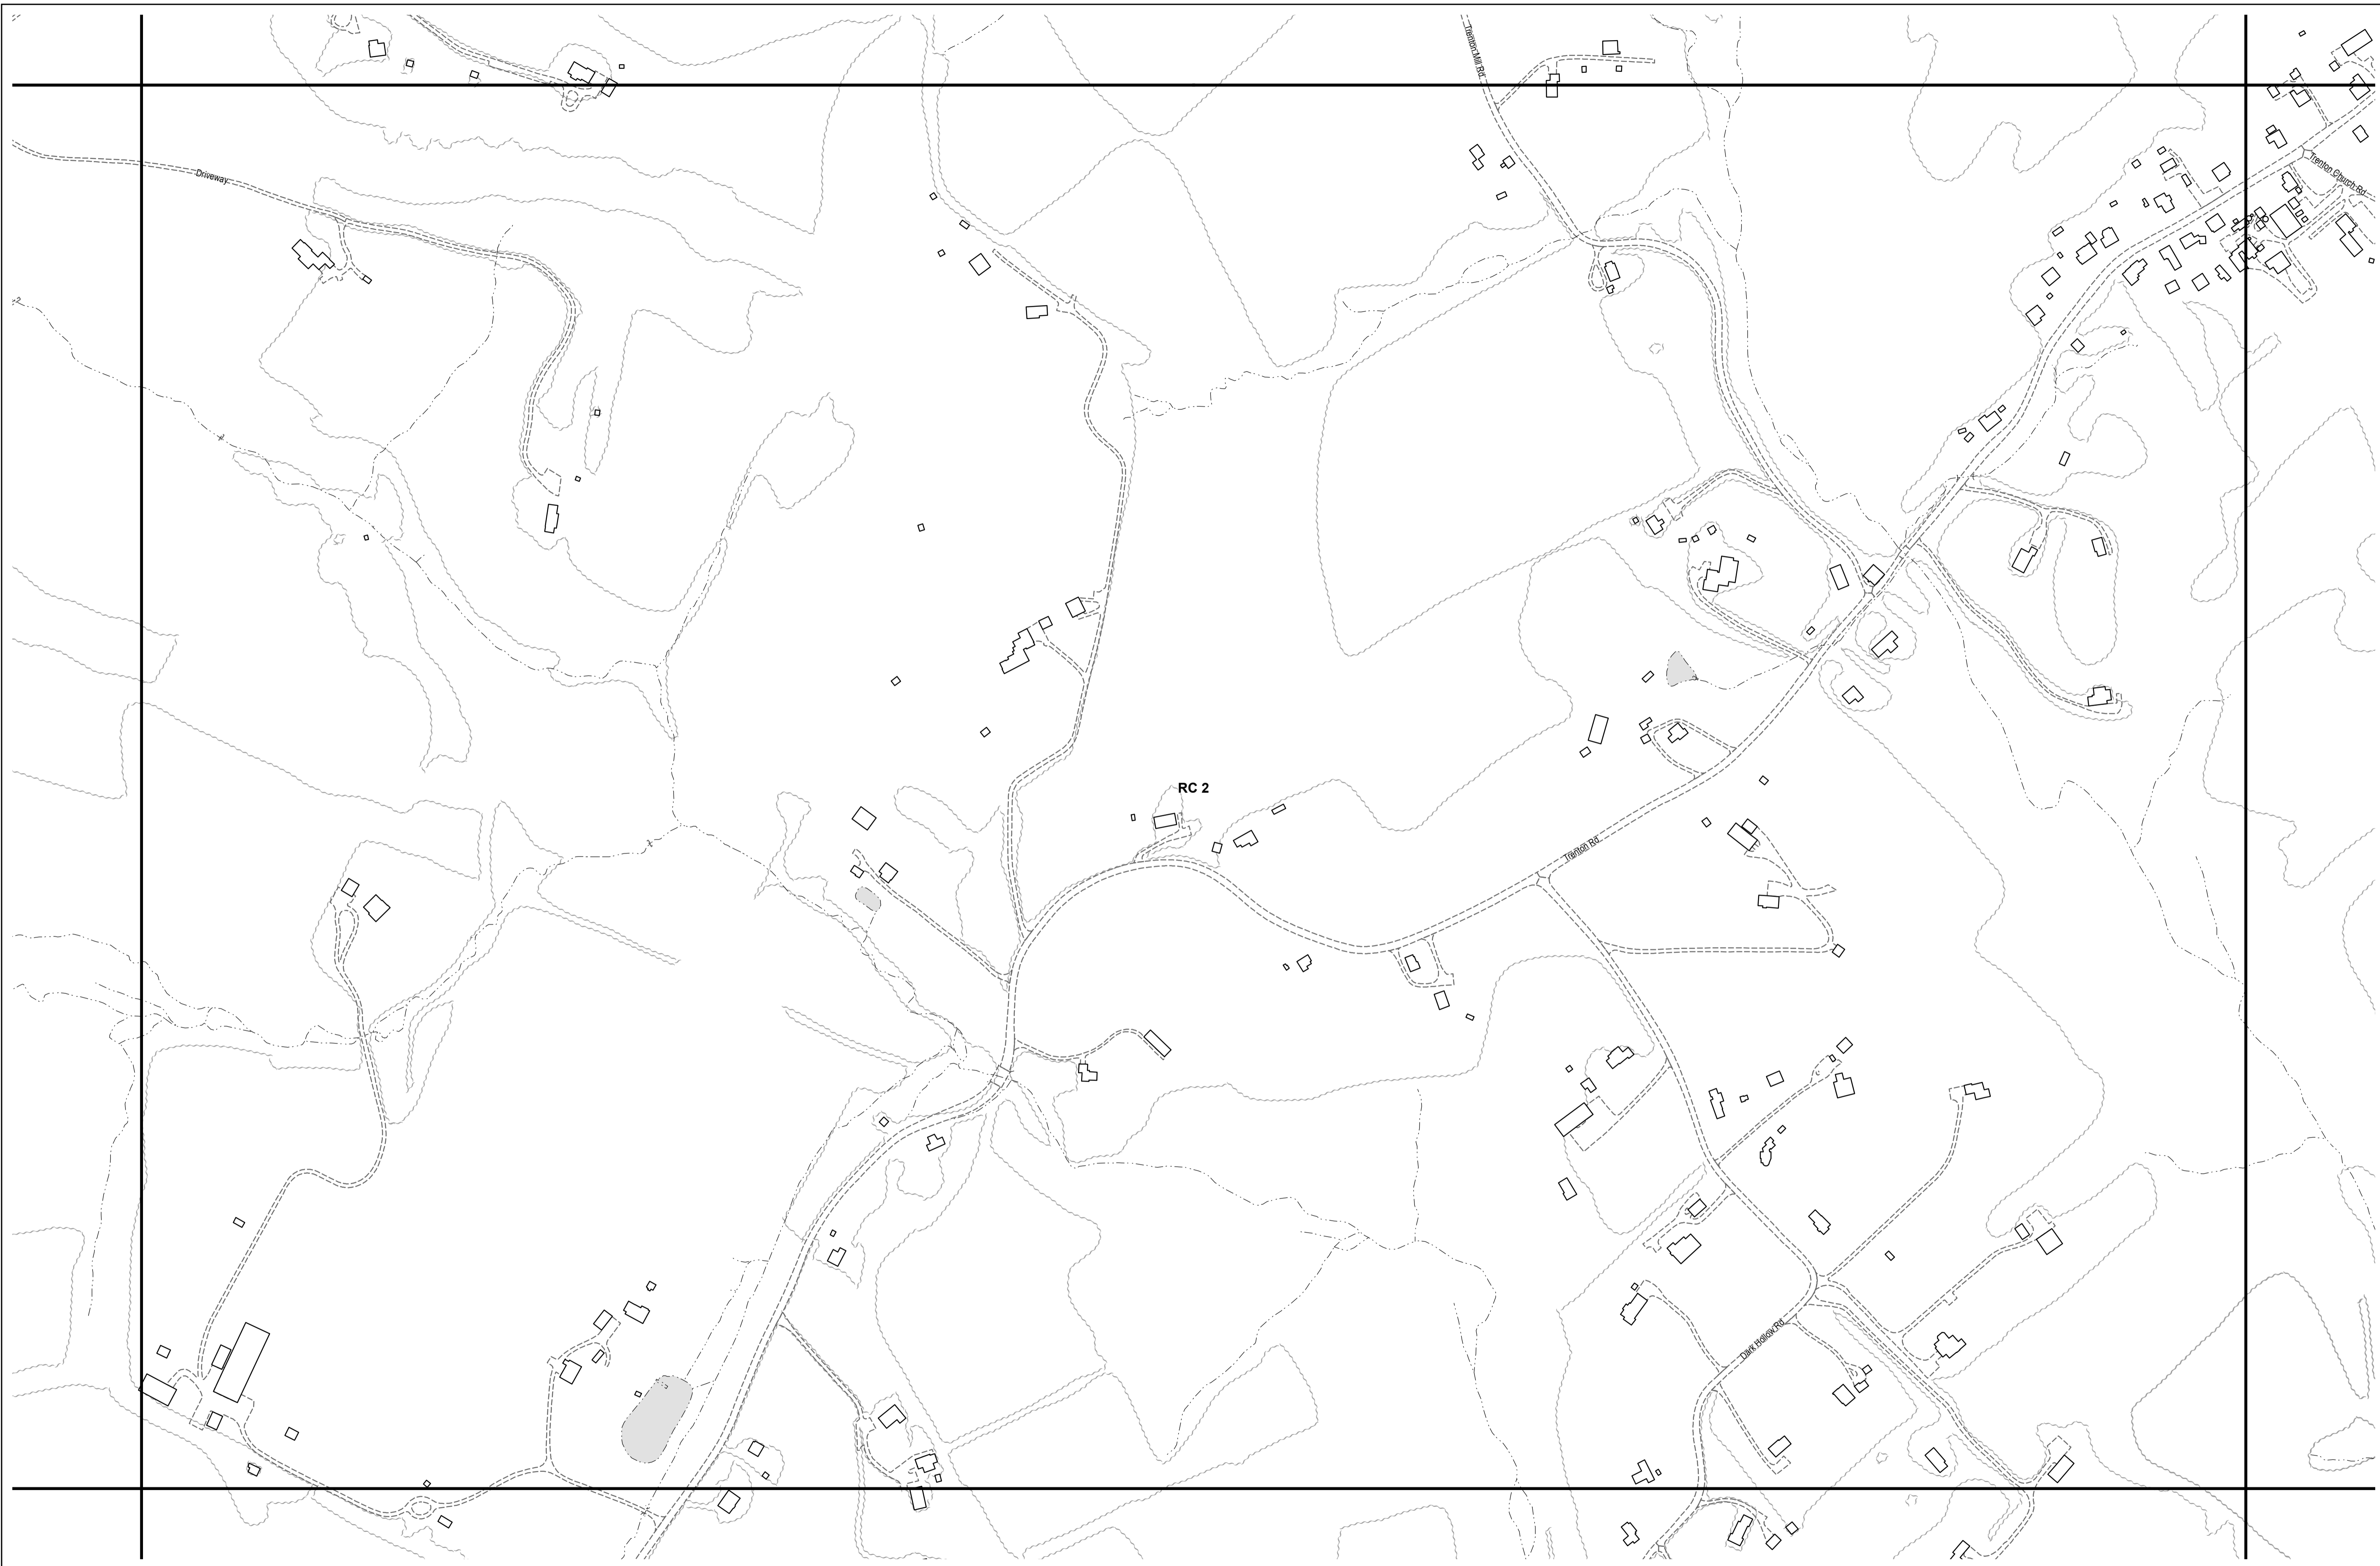 Trenton Mill Rd
Trenton Church Rd
Driveway
RC 2
Trenton Rd
Dark Hollow Rd